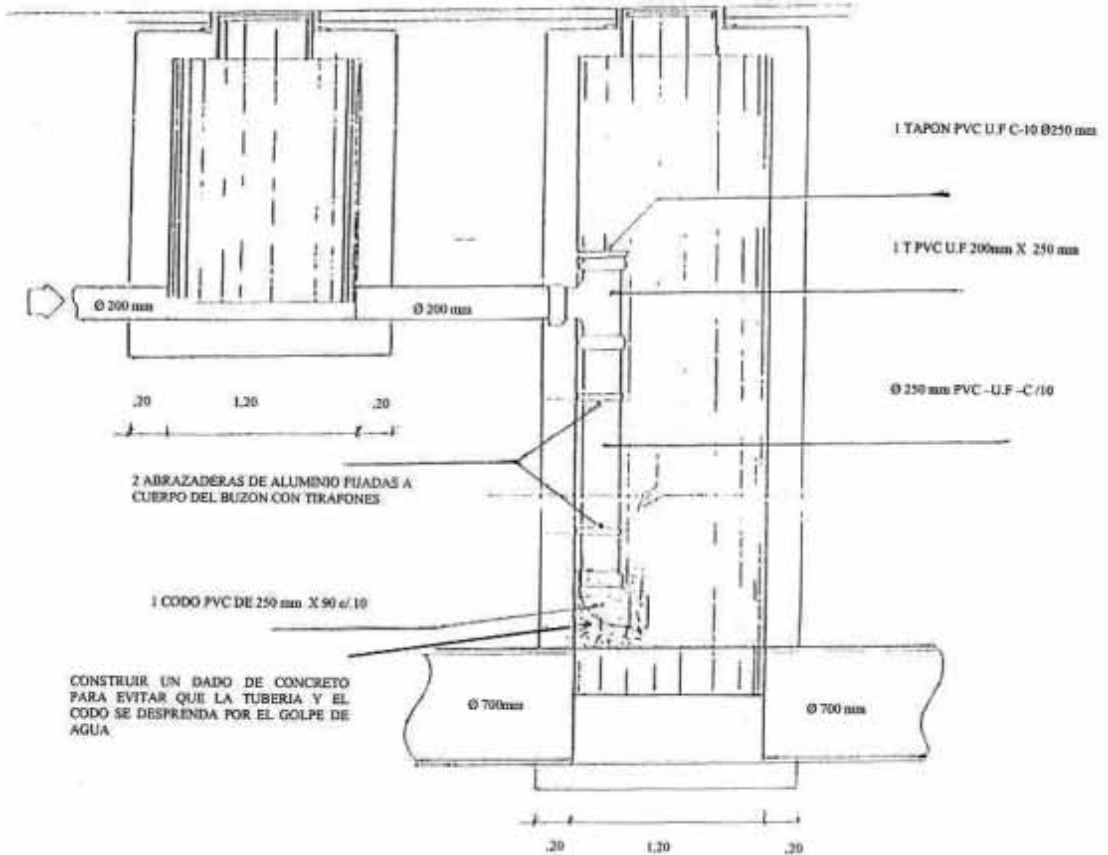 1 TAPON PVC U.F C-10 Ø250 mm
1 T PVC U.F 200mm X 250 mm
Ø 200 mm
Ø 200 mm
Ø 250 mm PVC –U.F –C /10
.20
1,20
.20
2 ABRAZADERAS DE ALUMINIO FIJADAS A
CUERPO DEL BUZON CON TIRAFONES
1 CODO PVC DE 250 mm X 90 c/.10
CONSTRUIR UN DADO DE CONCRETO
PARA EVITAR QUE LA TUBERIA Y EL
CODO SE DESPRENDA POR EL GOLPE DE
AGUA
Ø 700mm
Ø 700 mm
.20
1,20
.20